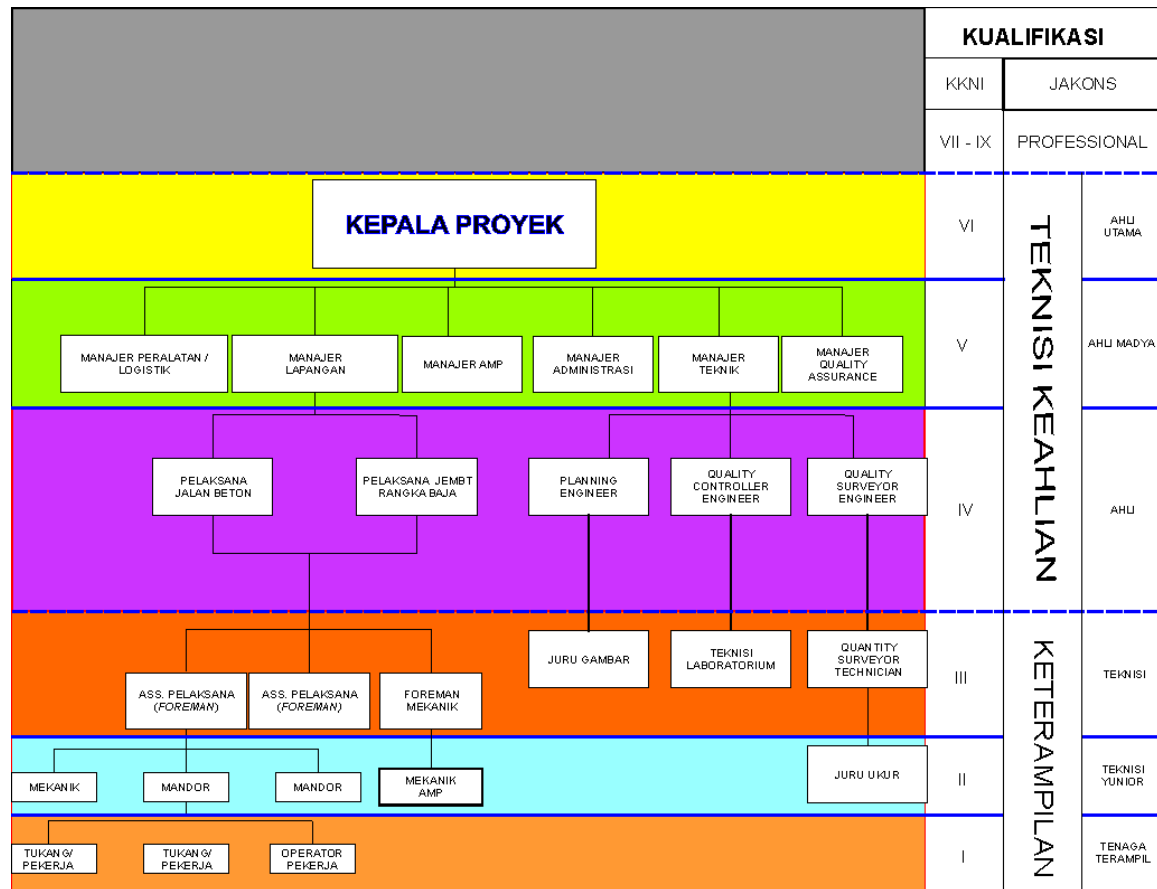 KUALIFIKASI
KKNI
JAKONS
VII - IX
PROFESSIONAL
KEPALA PROYEK
VI
TEKNISI KEAHLIAN
AHLI
UTAMA
MANAJER PERALATAN /
LOGISTIK
MANAJER
LAPANGAN
MANAJER AMP
MANAJER
ADMINISTRASI
MANAJER
TEKNIK
MANAJER
QUALITY
ASSURANCE
V
AHLI MADYA
PELAKSANA
JALAN BETON
PELAKSANA JEMBT
RANGKA BAJA
PLANNING
ENGINEER
QUALITY
CONTROLLER
ENGINEER
QUALITY
SURVEYOR
ENGINEER
IV
AHLI
JURU GAMBAR
TEKNISI
LABORATORIUM
QUANTITY
SURVEYOR
TECHNICIAN
ASS. PELAKSANA
(FOREMAN)
ASS. PELAKSANA
(FOREMAN)
FOREMAN
MEKANIK
III
KETERAMPILAN
TEKNISI
MEKANIK
MANDOR
MANDOR
MEKANIK
AMP
JURU UKUR
II
TEKNISI
YUNIOR
TUKANG/
PEKERJA
TUKANG/
PEKERJA
OPERATOR
PEKERJA
I
TENAGA
TERAMPIL